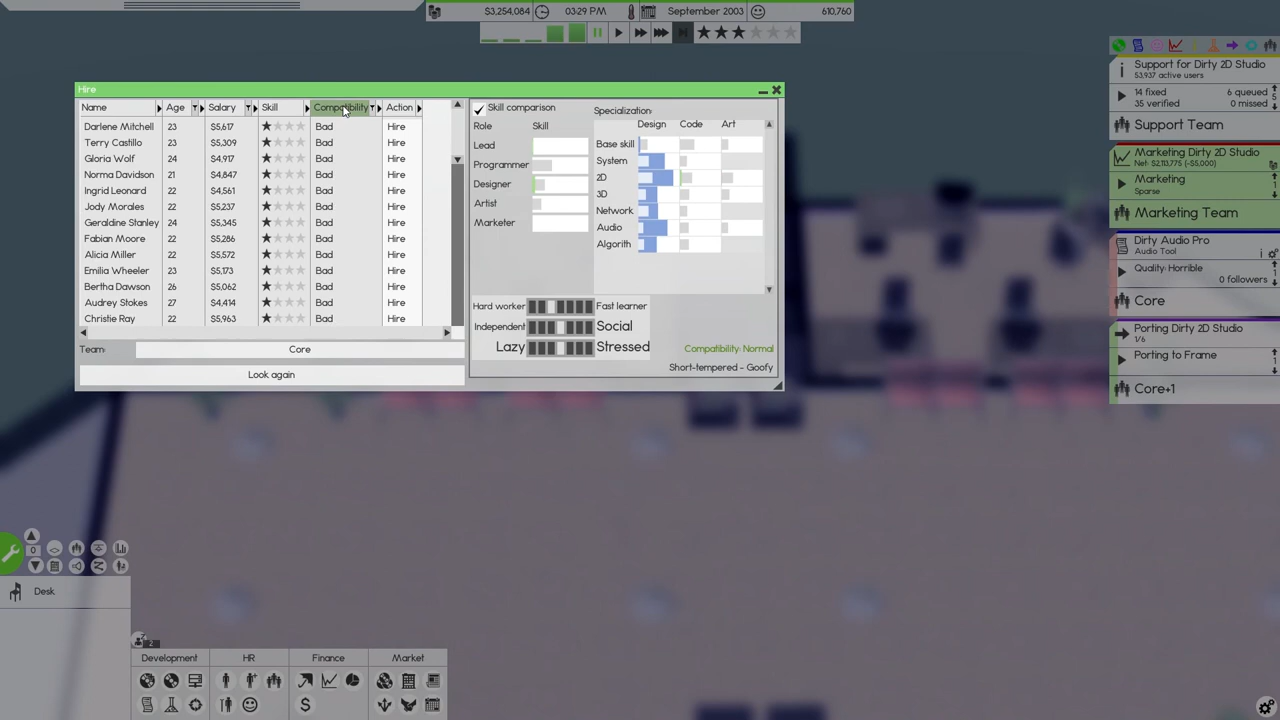 $3,254,084 03:29 PM September 2003 610,760
Support for Dirty 2D Studio
53,937 active users
14 fixed 6 queued
35 verified 0 missed
Support Team
Marketing Dirty 2D Studio
Net: $2,113,775 (-$5,000)
Marketing
Sparse
Marketing Team
Dirty Audio Pro
Audio Tool
Quality: Horrible
0 followers
Core
Porting Dirty 2D Studio
1/6
Porting to Frame
Core+1
Hire
Name Age Salary Skill Compatibility Action
Darlene Mitchell 23 $5,617 Bad Hire
Terry Castillo 23 $5,309 Bad Hire
Gloria Wolf 24 $4,917 Bad Hire
Norma Davidson 21 $4,847 Bad Hire
Ingrid Leonard 22 $4,561 Bad Hire
Jody Morales 22 $5,237 Bad Hire
Geraldine Stanley 24 $5,345 Bad Hire
Fabian Moore 22 $5,286 Bad Hire
Alicia Miller 22 $5,572 Bad Hire
Emilia Wheeler 23 $5,173 Bad Hire
Bertha Dawson 26 $5,062 Bad Hire
Audrey Stokes 27 $4,414 Bad Hire
Christie Ray 22 $5,963 Bad Hire
Team: Core
Look again
Skill comparison
Role Skill
Lead
Programmer
Designer
Artist
Marketer
Specialization:
Design Code Art
Base skill
System
2D
3D
Network
Audio
Algorith
Hard worker Fast learner
Independent Social
Lazy Stressed
Compatibility: Normal
Short-tempered - Goofy
0
Desk
2
Development HR Finance Market